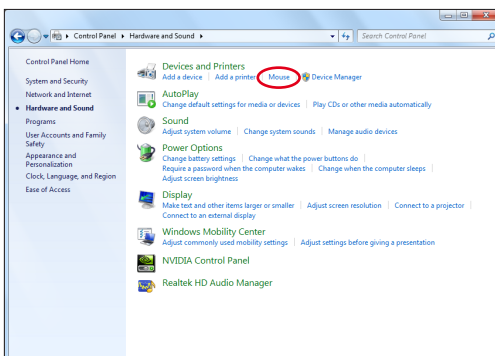 Control Panel ▸ Hardware and Sound ▸
Search Control Panel
Control Panel Home
System and Security
Network and Internet
Hardware and Sound
Programs
User Accounts and Family
Safety
Appearance and
Personalization
Clock, Language, and Region
Ease of Access
Devices and Printers
Add a device | Add a printer | Mouse | Device Manager
AutoPlay
Change default settings for media or devices | Play CDs or other media automatically
Sound
Adjust system volume | Change system sounds | Manage audio devices
Power Options
Change battery settings | Change what the power buttons do |
Require a password when the computer wakes | Change when the computer sleeps |
Adjust screen brightness
Display
Make text and other items larger or smaller | Adjust screen resolution | Connect to a projector |
Connect to an external display
Windows Mobility Center
Adjust commonly used mobility settings | Adjust settings before giving a presentation
NVIDIA Control Panel
Realtek HD Audio Manager